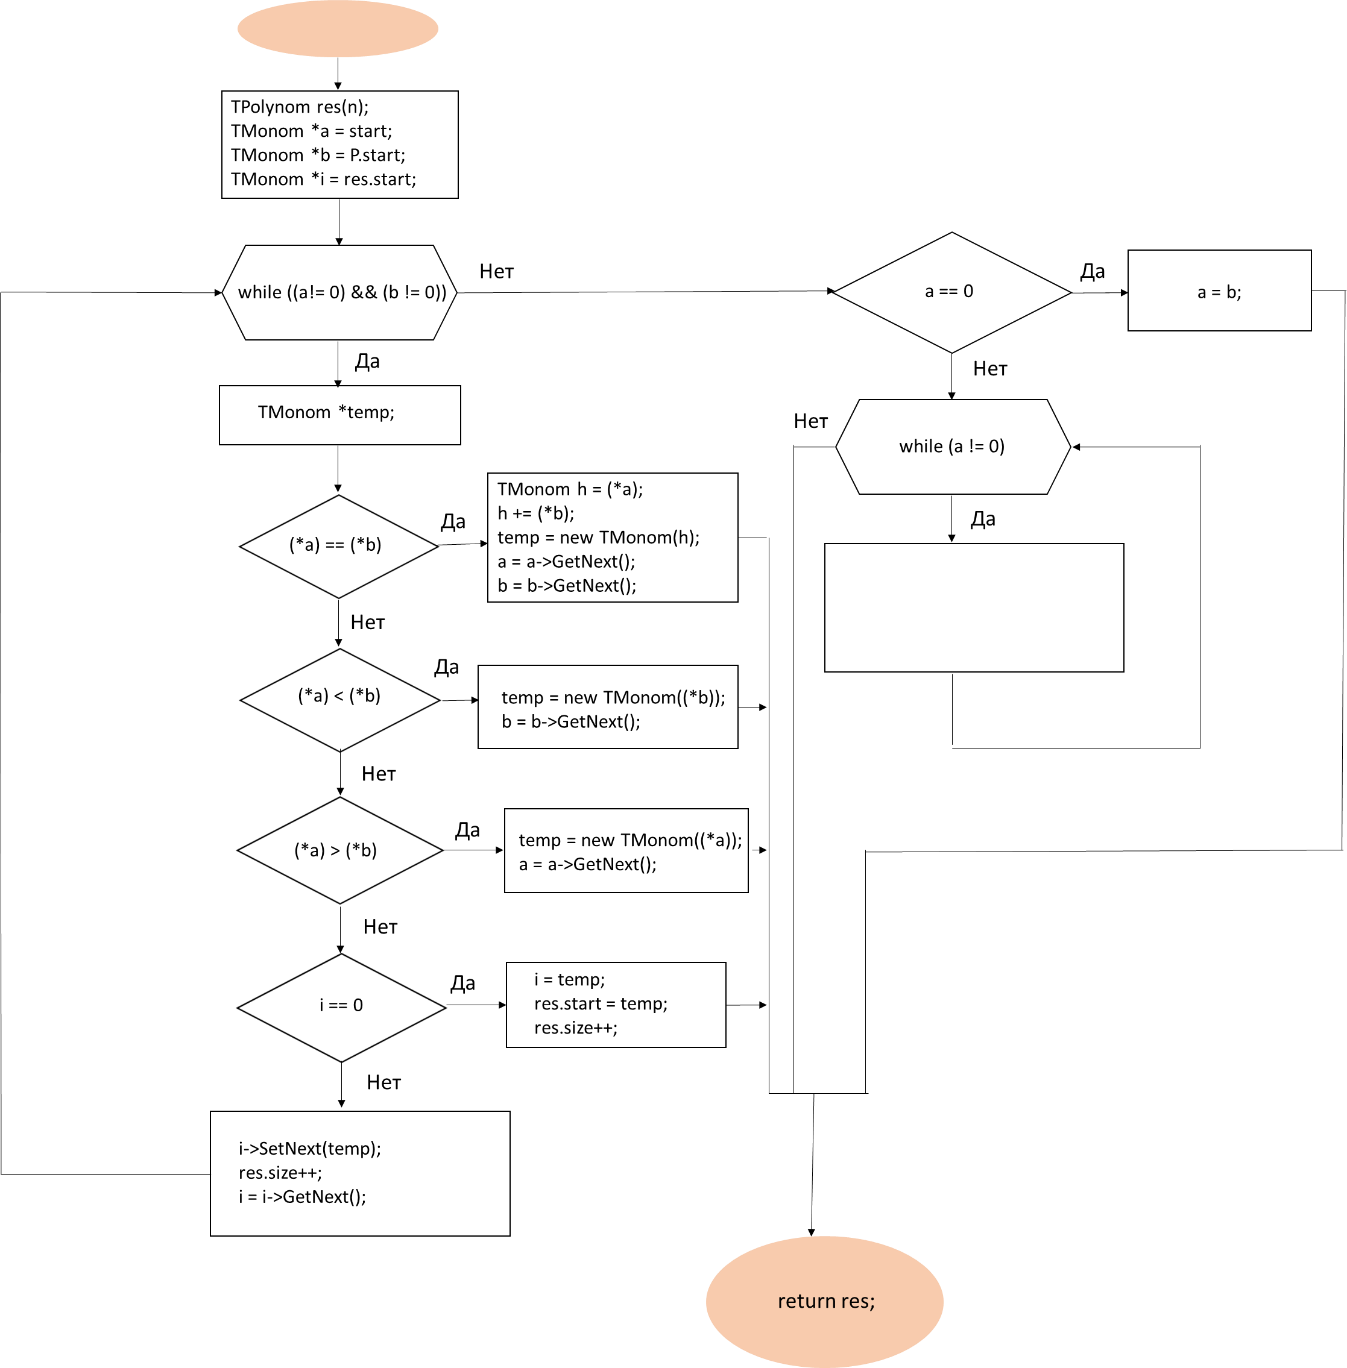 TPolynom res(n);
TMonom *a = start;
TMonom *b = P.start;
TMonom *i = res.start;
while ((a!= 0) && (b != 0))
Нет
a == 0
Да
a = b;
Да
Нет
TMonom *temp;
Нет
while (a != 0)
Да
(*a) == (*b)
Да
TMonom h = (*a);
h += (*b);
temp = new TMonom(h);
a = a->GetNext();
b = b->GetNext();
Нет
(*a) < (*b)
Да
temp = new TMonom((*b));
b = b->GetNext();
Нет
(*a) > (*b)
Да
temp = new TMonom((*a));
a = a->GetNext();
Нет
i == 0
Да
i = temp;
res.start = temp;
res.size++;
Нет
i->SetNext(temp);
res.size++;
i = i->GetNext();
return res;